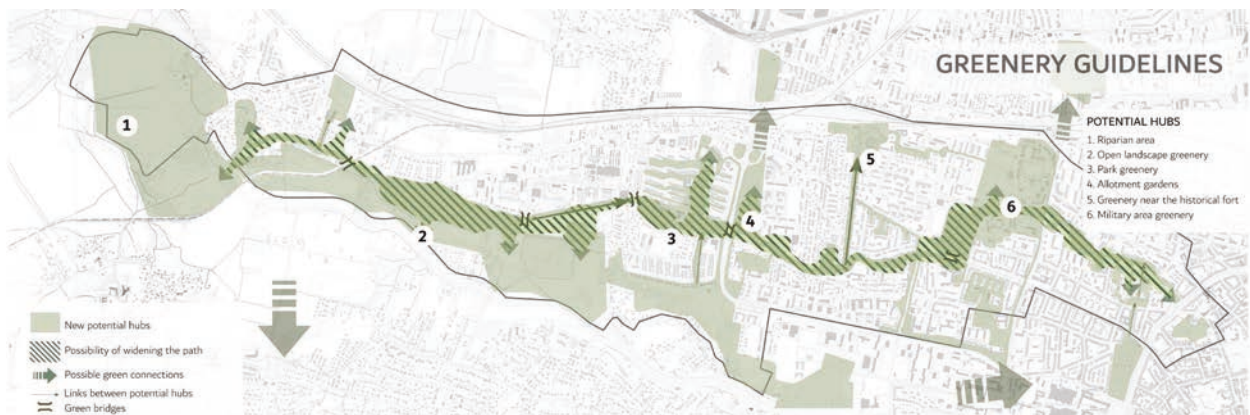 GREENERY GUIDELINES
POTENTIAL HUBS
1. Riparian area
2. Open landscape greenery
3. Park greenery
4. Allotment gardens
5. Greenery near the historical fort
6. Military area greenery
1
2
3
4
5
6
New potential hubs
Possibility of widening the path
Possible green connections
Links between potential hubs
Green bridges